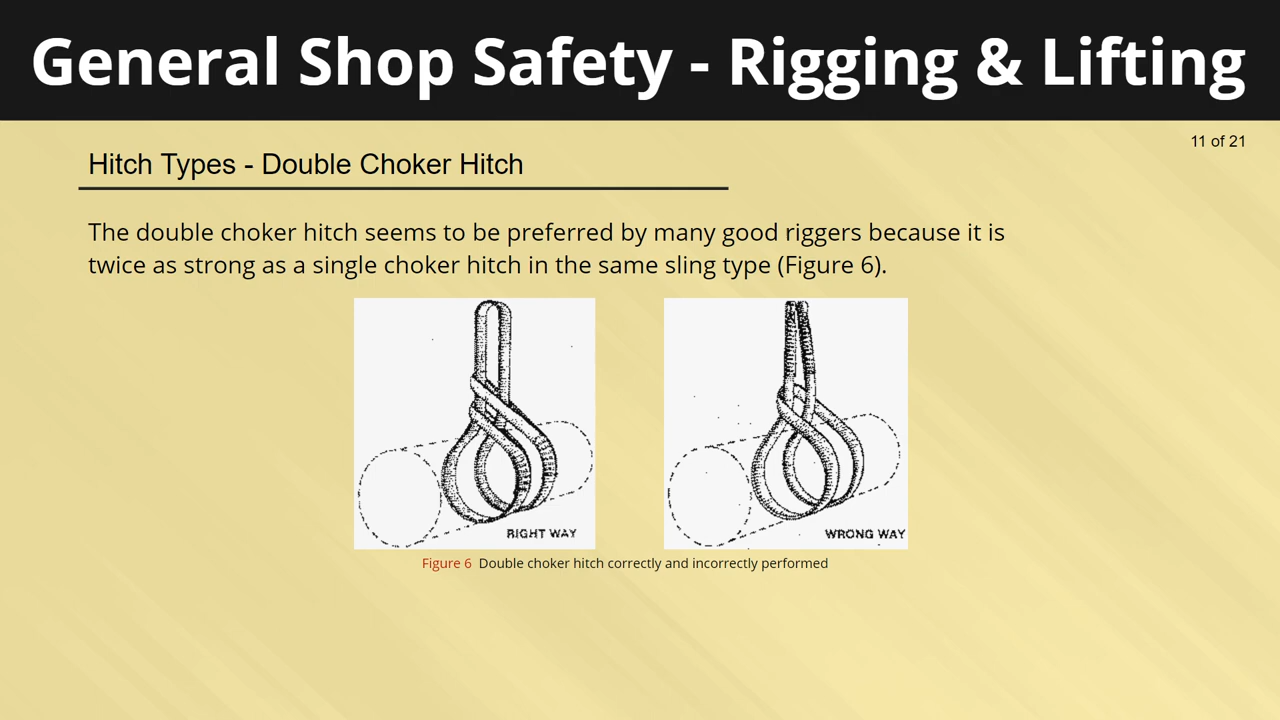 General Shop Safety - Rigging & Lifting
11 of 21
Hitch Types - Double Choker Hitch
The double choker hitch seems to be preferred by many good riggers because it is
twice as strong as a single choker hitch in the same sling type (Figure 6).
RIGHT WAY
WRONG WAY
Figure 6 Double choker hitch correctly and incorrectly performed